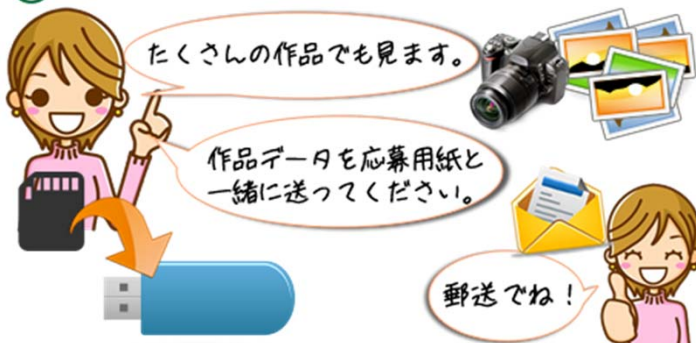 たくさんの作品でも見ます。
作品データを応募用紙と
一緒に送ってください。
郵送でね！